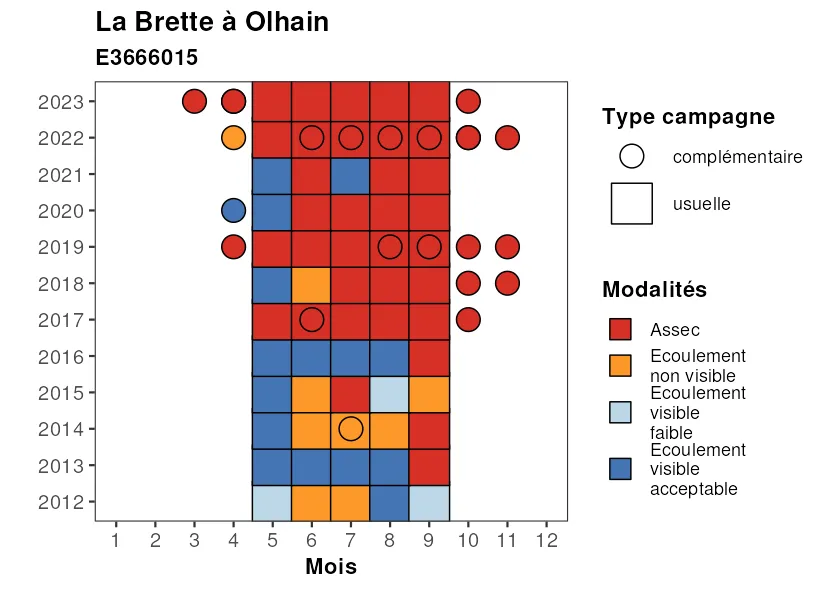 La Brette à Olhain
E3666015
2023
2022
2021
2020
2019
2018
2017
2016
2015
2014
2013
2012
1 2 3 4 5 6 7 8 9 10 11 12
Mois
Type campagne
complémentaire
usuelle
Modalités
Assec
Ecoulement
non visible
Ecoulement
visible
faible
Ecoulement
visible
acceptable